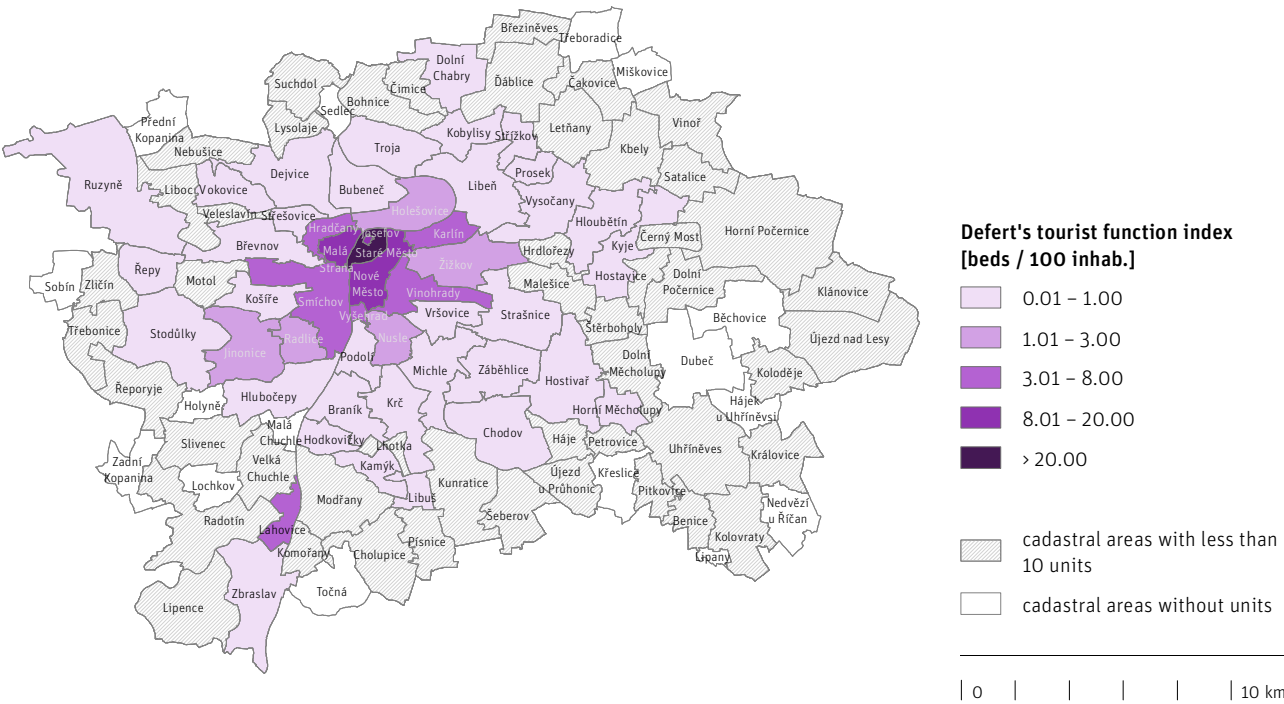 Březiněves
Třeboradice
Dolní
Chabry
Ďáblice
Miškovice
Suchdol
Čimice
Čakovice
Bohnice
Sedlec
Přední
Kopanina
Lysolaje
Kobylisy
Střížkov
Letňany
Vinoř
Nebušice
Troja
Kbely
Ruzyně
Dejvice
Prosek
Satalice
Liboc
Vokovice
Bubeneč
Libeň
Vysočany
Veleslavín
Střešovice
Holešovice
Hloubětín
Hradčany
Josefov
Karlín
Horní Počernice
Břevnov
Malá
Strana
Staré Město
Hrdlořezy
Kyje
Černý Most
Řepy
Žižkov
Sobín
Zličín
Motol
Nové
Město
Malešice
Hostavice
Dolní
Počernice
Klánovice
Košíře
Smíchov
Vinohrady
Vyšehrad
Vršovice
Strašnice
Běchovice
Třebonice
Stodůlky
Štěrboholy
Jinonice
Radlice
Nusle
Újezd nad Lesy
Podolí
Michle
Záběhlice
Dolní
Měcholupy
Dubeč
Koloděje
Řeporyje
Hostivař
Holyně
Hlubočepy
Braník
Krč
Horní Měcholupy
Hájek
u Uhříněvsi
Malá
Chuchle
Slivenec
Hodkovičky
Lhotka
Chodov
Háje
Petrovice
Uhříněves
Královice
Zadní
Kopanina
Velká
Chuchle
Kamýk
Lochkov
Kunratice
Újezd
u Průhonic
Křeslice
Pitkovice
Modřany
Libuš
Nedvězí
u Říčan
Radotín
Lahovice
Šeberov
Benice
Kolovraty
Komořany
Cholupice
Písnice
Lipany
Lipence
Zbraslav
Točná
Defert's tourist function index
[beds / 100 inhab.]
0.01 – 1.00
1.01 – 3.00
3.01 – 8.00
8.01 – 20.00
> 20.00
cadastral areas with less than
10 units
cadastral areas without units
0
10 km